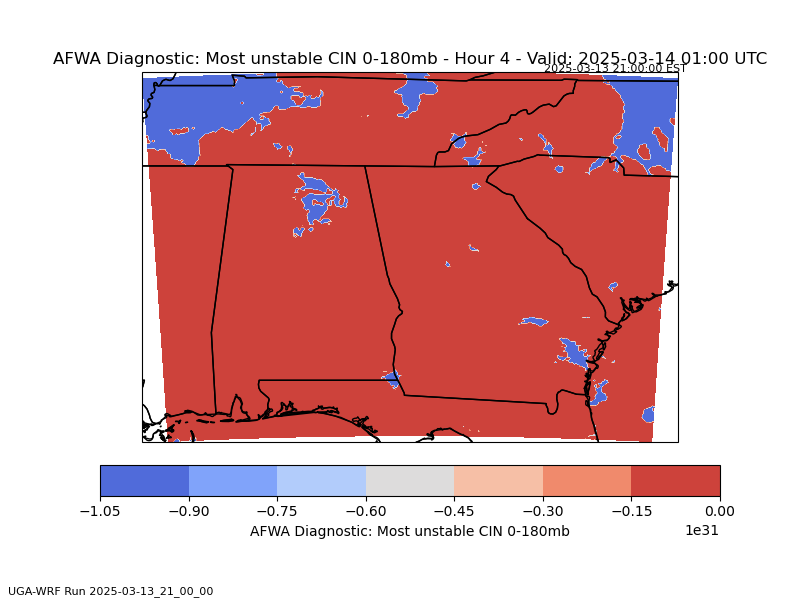 AFWA Diagnostic: Most unstable CIN 0-180mb - Hour 4 - Valid: 2025-03-14 01:00 UTC
2025-03-13 21:00:00 EST
−1.05 −0.90 −0.75 −0.60 −0.45 −0.30 −0.15 0.00
AFWA Diagnostic: Most unstable CIN 0-180mb
1e31
UGA-WRF Run 2025-03-13_21_00_00